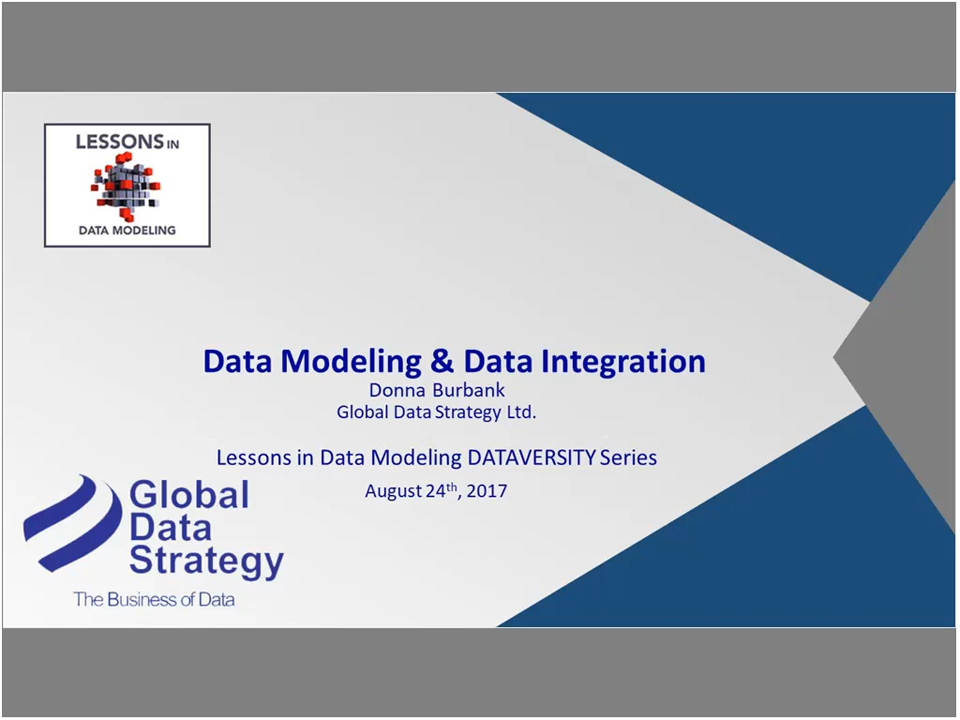 LESSONS IN
DATA MODELING
Data Modeling & Data Integration
Donna Burbank
Global Data Strategy Ltd.
Lessons in Data Modeling DATAVERSITY Series
August 24th, 2017
Global
Data
Strategy
The Business of Data